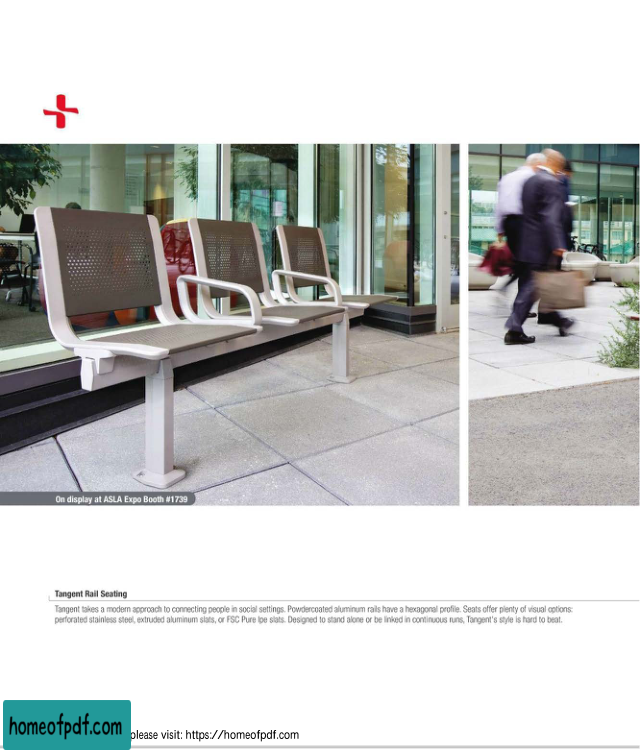 On display at ASLA Expo Booth #1739
Tangent Rail Seating
Tangent takes a modern approach to connecting people in social settings. Powdercoated aluminum rails have a hexagonal profile. Seats offer plenty of visual options:
perforated stainless steel, extruded aluminum slats, or FSC Pure Ipe slats. Designed to stand alone or be linked in continuous runs, Tangent's style is hard to beat.
homeofpdf.com please visit: https://homeofpdf.com